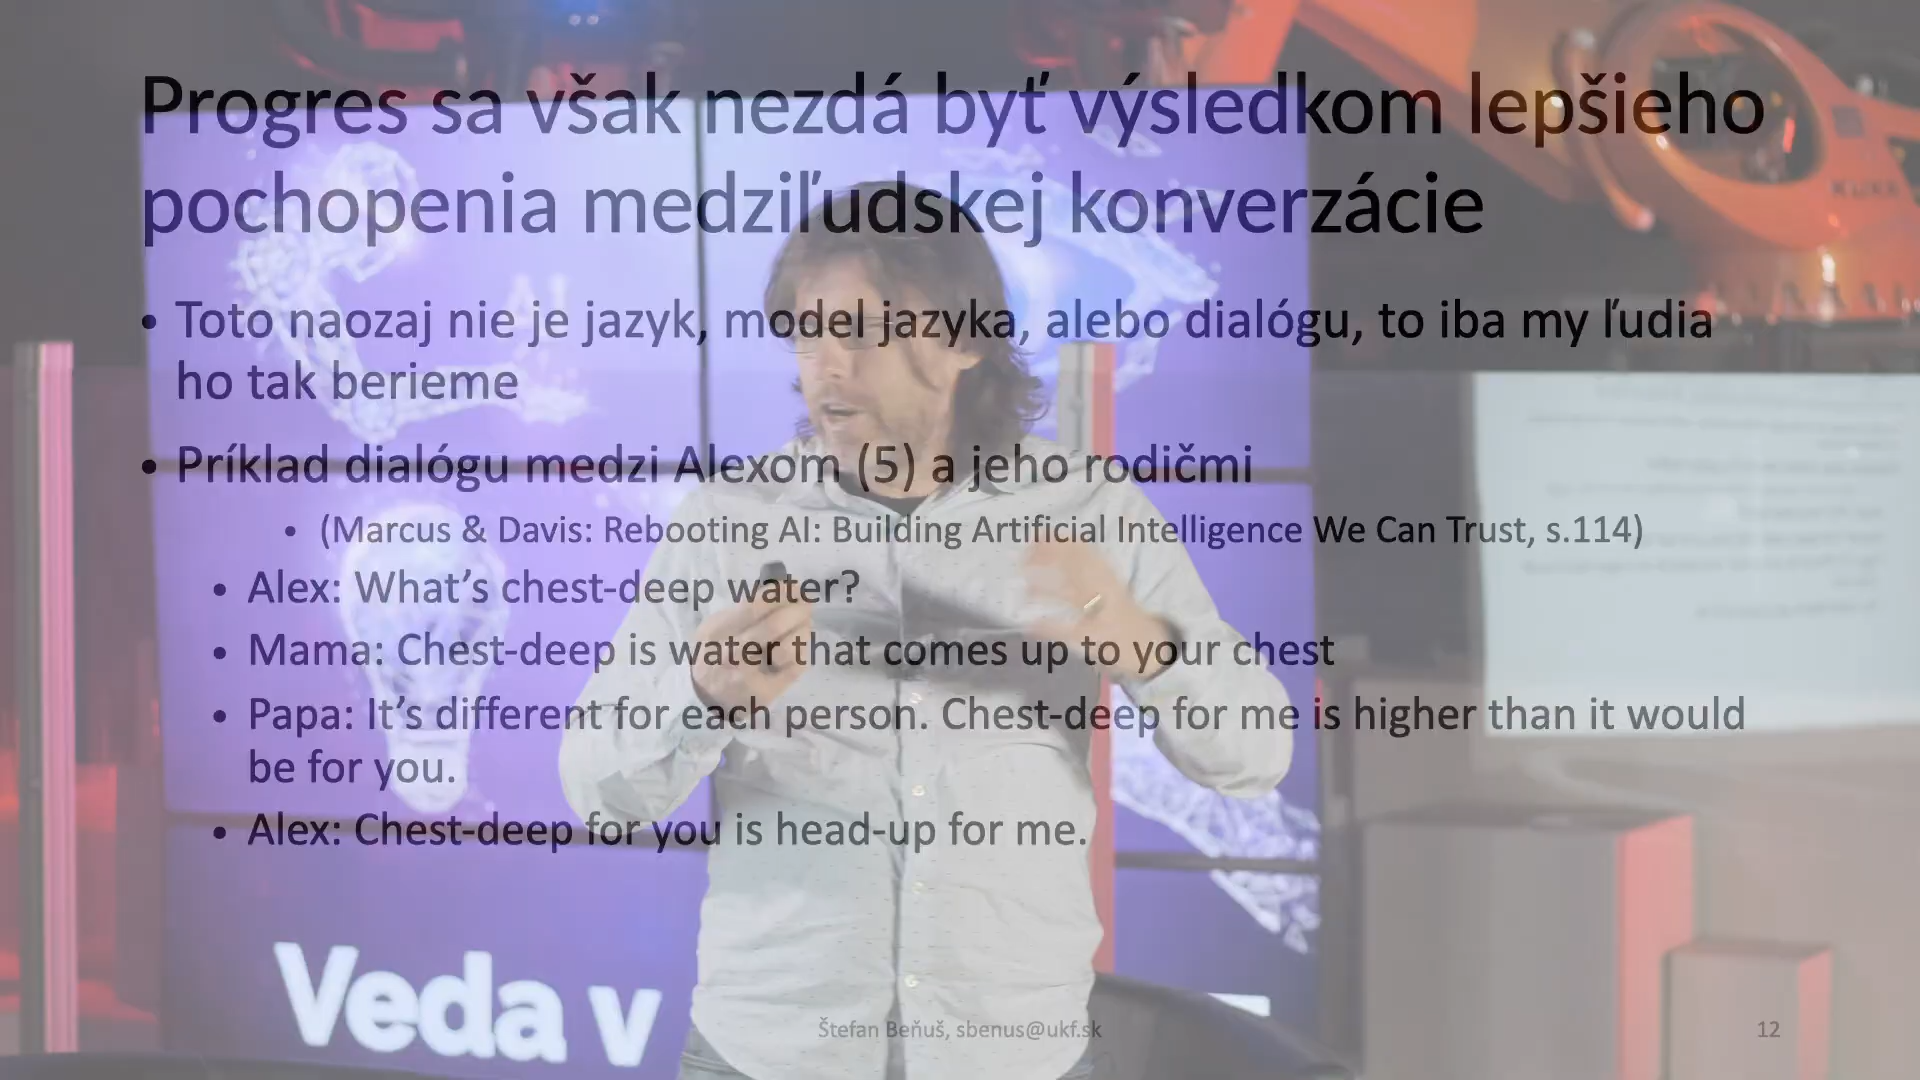 Progres sa však nezdá byť výsledkom lepšieho
pochopenia medziľudskej konverzácie
• Toto naozaj nie je jazyk, model jazyka, alebo dialógu, to iba my ľudia
ho tak berieme
• Príklad dialógu medzi Alexom (5) a jeho rodičmi
• (Marcus & Davis: Rebooting AI: Building Artificial Intelligence We Can Trust, s.114)
• Alex: What’s chest-deep water?
• Mama: Chest-deep is water that comes up to your chest
• Papa: It’s different for each person. Chest-deep for me is higher than it would
be for you.
• Alex: Chest-deep for you is head-up for me.
Veda v
Štefan Beňuš, sbenus@ukf.sk
12
KUKA
AI